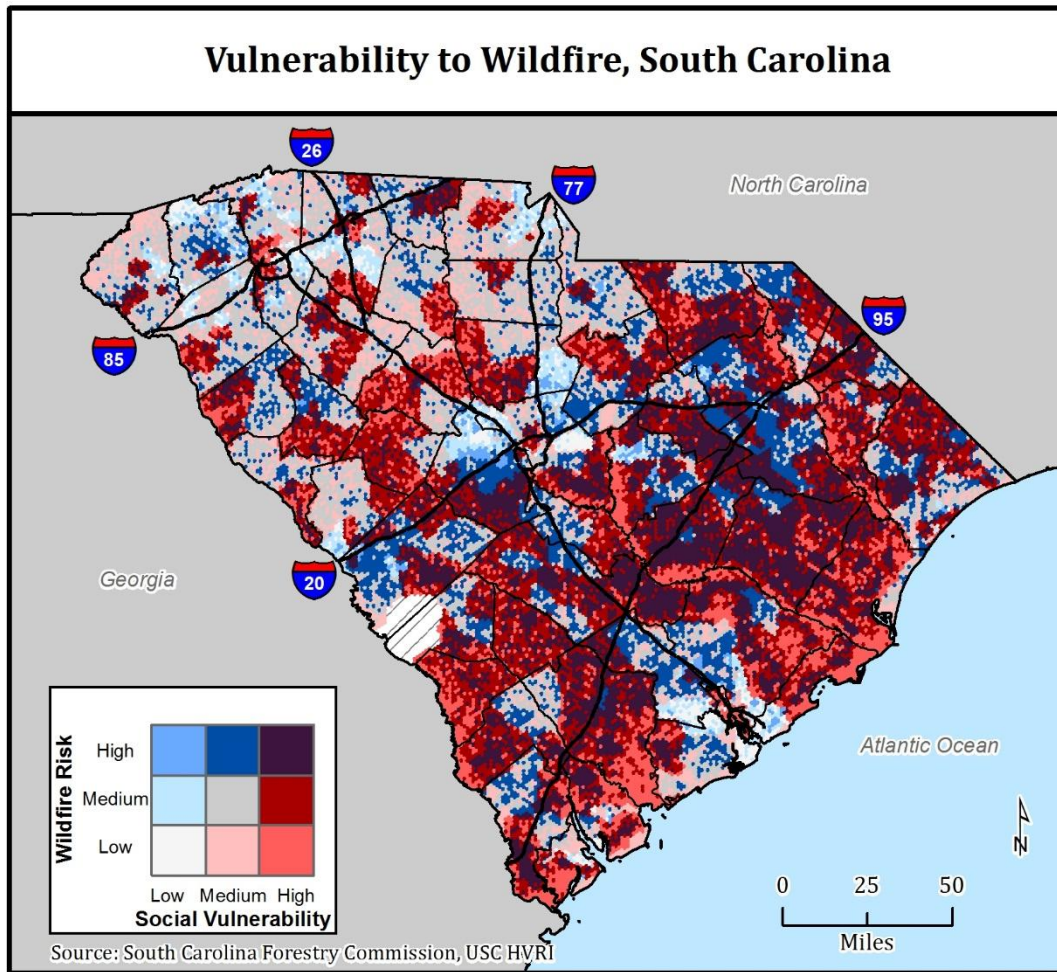 Vulnerability to Wildfire, South Carolina
26
77
North Carolina
95
85
20
Georgia
Atlantic Ocean
Wildfire Risk
High
Medium
Low
Low Medium High
Social Vulnerability
N
0 25 50
Miles
Source: South Carolina Forestry Commission, USC HVRI